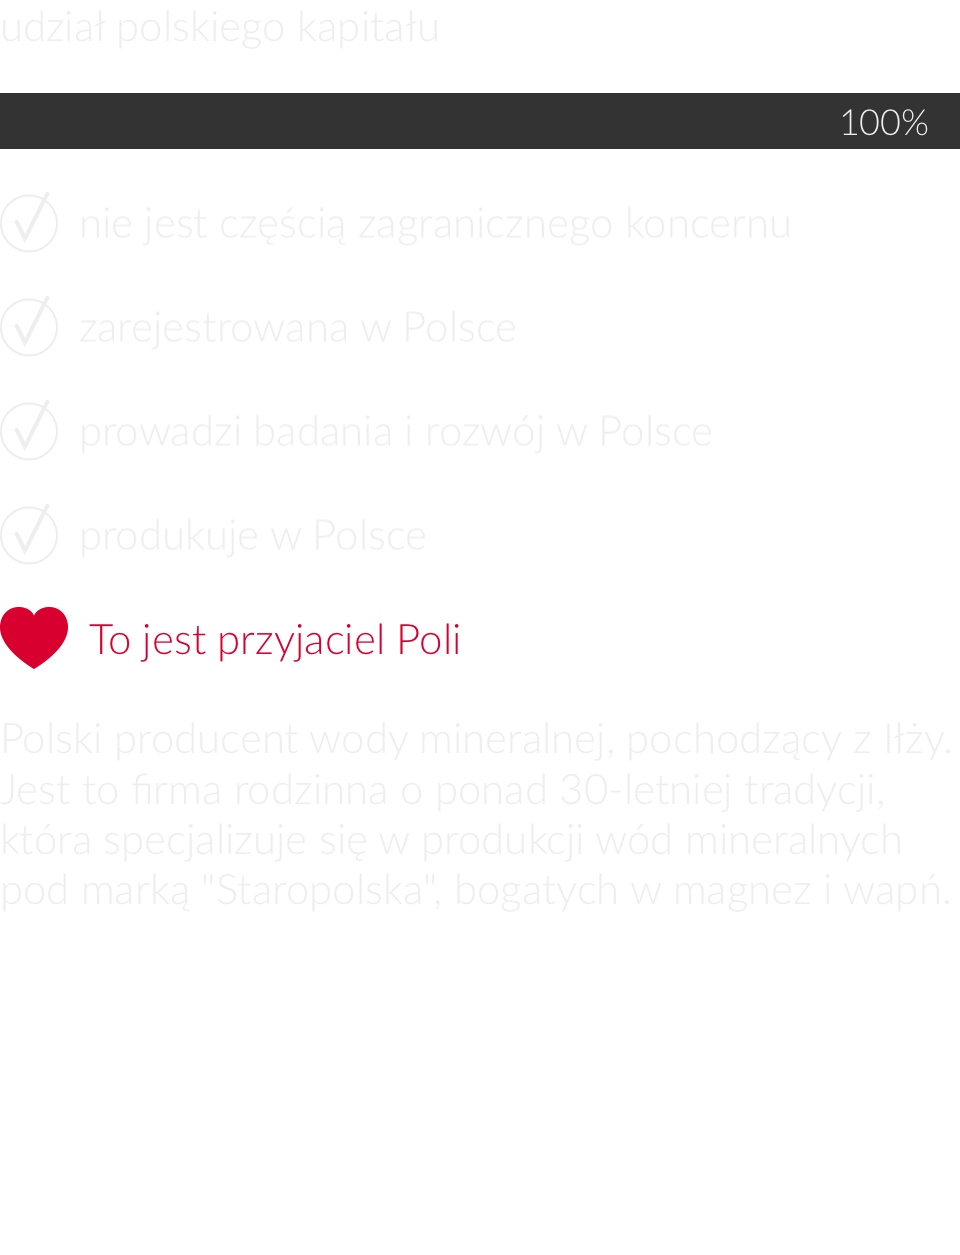 udział polskiego kapitału
100%
nie jest częścią zagranicznego koncernu
zarejestrowana w Polsce
prowadzi badania i rozwój w Polsce
produkuje w Polsce
To jest przyjaciel Poli
Polski producent wody mineralnej, pochodzący z Iłży.
Jest to firma rodzinna o ponad 30-letniej tradycji,
która specjalizuje się w produkcji wód mineralnych
pod marką "Staropolska", bogatych w magnez i wapń.